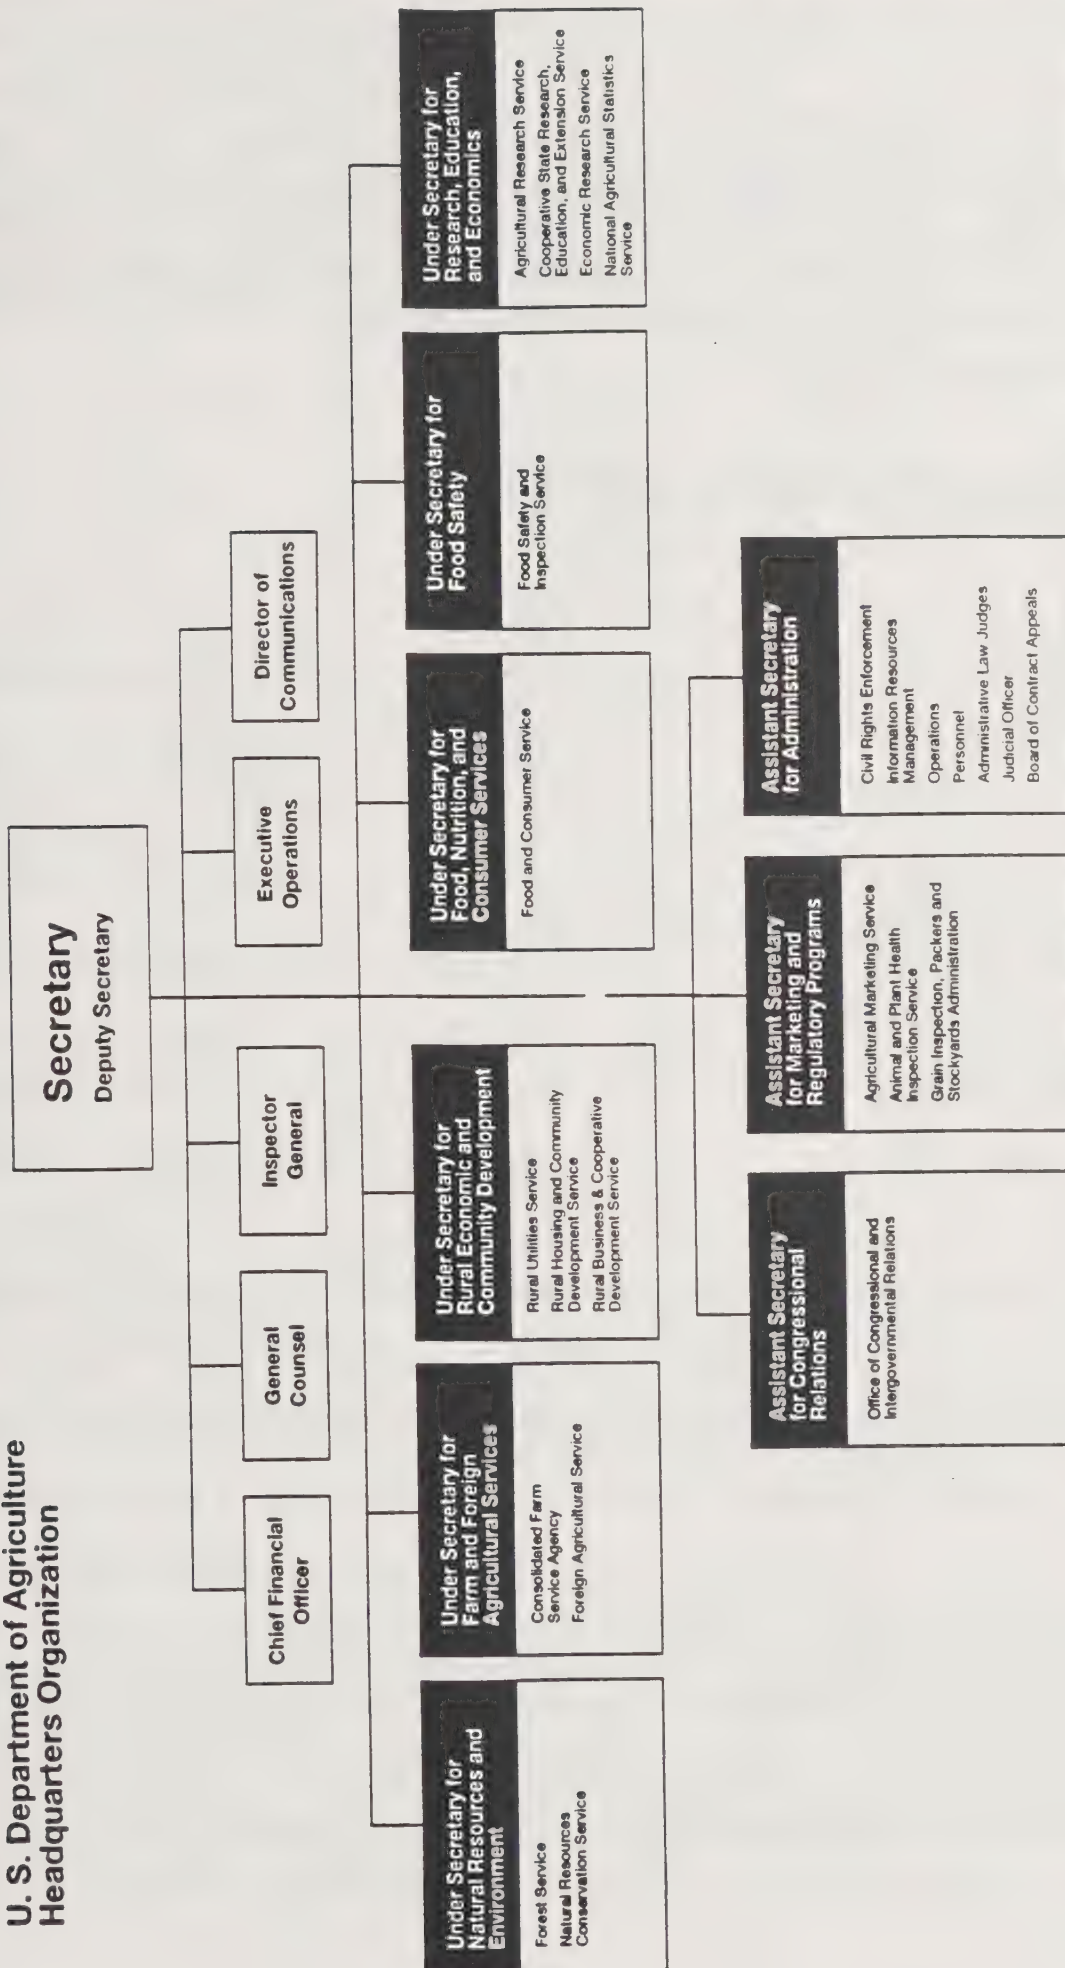 U. S. Department of Agriculture
Headquarters Organization
Secretary
Deputy Secretary
Chief Financial
Officer
General
Counsel
Inspector
General
Executive
Operations
Director of
Communications
Under Secretary for
Natural Resources and
Environment
Forest Service
Natural Resources
Conservation Service
Under Secretary for
Farm and Foreign
Agricultural Services
Consolidated Farm
Service Agency
Foreign Agricultural Service
Under Secretary for
Rural Economic and
Community Development
Rural Utilities Service
Rural Housing and Community
Development Service
Rural Business & Cooperative
Development Service
Under Secretary for
Food, Nutrition, and
Consumer Services
Food and Consumer Service
Under Secretary for
Food Safety
Food Safety and
Inspection Service
Under Secretary for
Research, Education,
and Economics
Agricultural Research Service
Cooperative State Research,
Education, and Extension Service
Economic Research Service
National Agricultural Statistics
Service
Assistant Secretary
for Congressional
Relations
Office of Congressional and
Intergovernmental Relations
Assistant Secretary
for Marketing and
Regulatory Programs
Agricultural Marketing Service
Animal and Plant Health
Inspection Service
Grain Inspection, Packers and
Stockyards Administration
Assistant Secretary
for Administration
Civil Rights Enforcement
Information Resources
Management
Operations
Personnel
Administrative Law Judges
Judicial Officer
Board of Contract Appeals